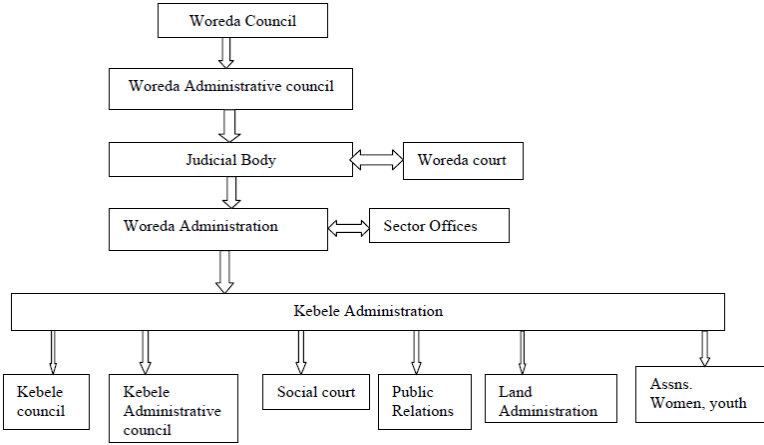 Woreda Council
Woreda Administrative council
Judicial Body
Woreda court
Woreda Administration
Sector Offices
Kebele Administration
Kebele
council
Kebele
Administrative
council
Social court
Public
Relations
Land
Administration
Assns.
Women, youth